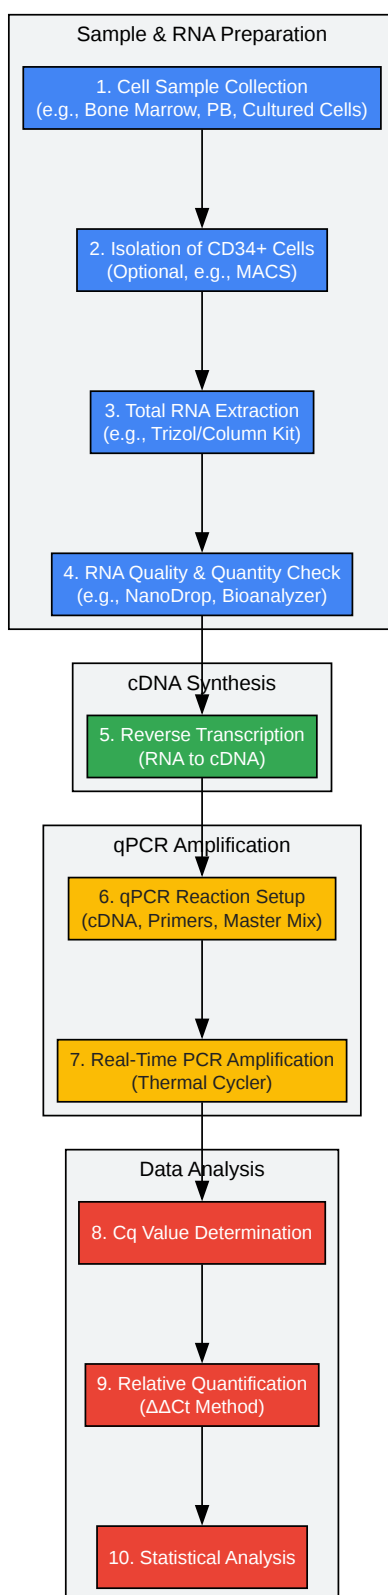 Sample & RNA Preparation
1. Cell Sample Collection
(e.g., Bone Marrow, PB, Cultured Cells)
2. Isolation of CD34+ Cells
(Optional, e.g., MACS)
3. Total RNA Extraction
(e.g., Trizol/Column Kit)
4. RNA Quality & Quantity Check
(e.g., NanoDrop, Bioanalyzer)
cDNA Synthesis
5. Reverse Transcription
(RNA to cDNA)
qPCR Amplification
6. qPCR Reaction Setup
(cDNA, Primers, Master Mix)
7. Real-Time PCR Amplification
(Thermal Cycler)
Data Analysis
8. Cq Value Determination
9. Relative Quantification
(ΔΔCt Method)
10. Statistical Analysis